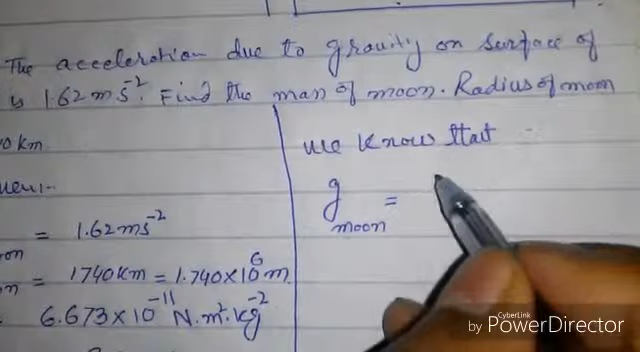 The acceleration due to gravity on surface of
is 1.62 ms⁻². Find the mass of moon. Radius of moon
0 km
we know that
= 1.62 ms⁻²
g moon =
= 1740 km = 1.740 × 10⁶ m
6.673 × 10⁻¹¹ N.m².kg⁻²
CyberLink
by PowerDirector